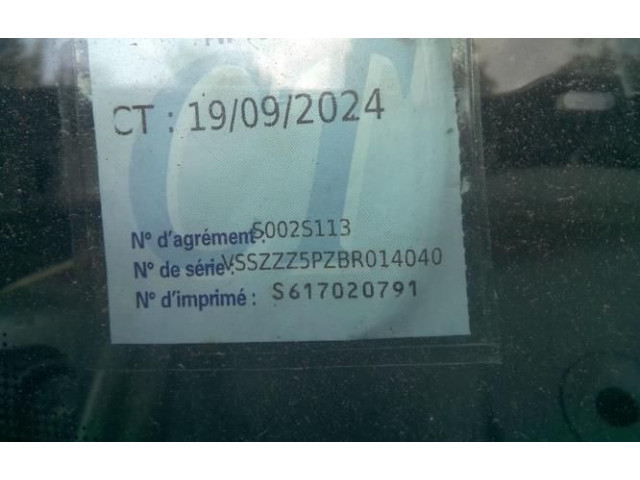 CT : 19/09/2024
N° d'agrément : S002S113
N° de série : VSSZZZ5PZBR014040
N° d'imprimé : S617020791